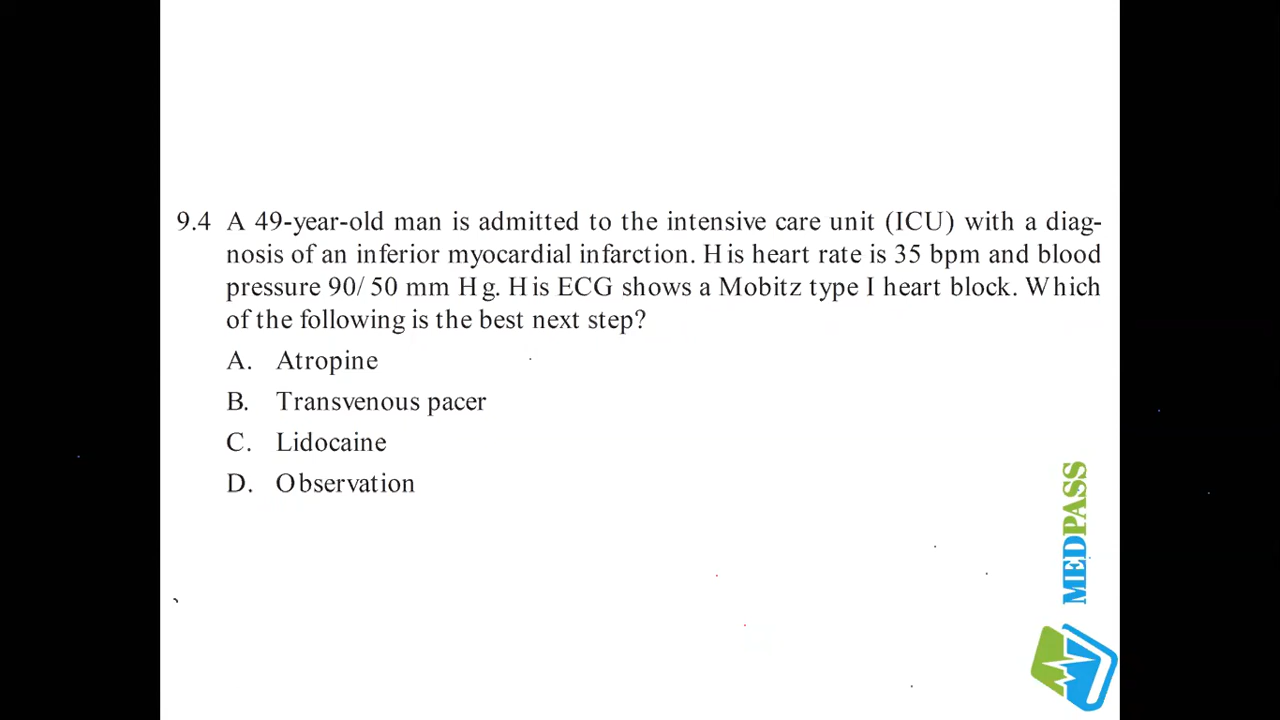 9.4 A 49-year-old man is admitted to the intensive care unit (ICU) with a diag-
nosis of an inferior myocardial infarction. His heart rate is 35 bpm and blood
pressure 90/50 mm Hg. His ECG shows a Mobitz type I heart block. Which
of the following is the best next step?
A. Atropine
B. Transvenous pacer
C. Lidocaine
D. Observation
MEDPASS